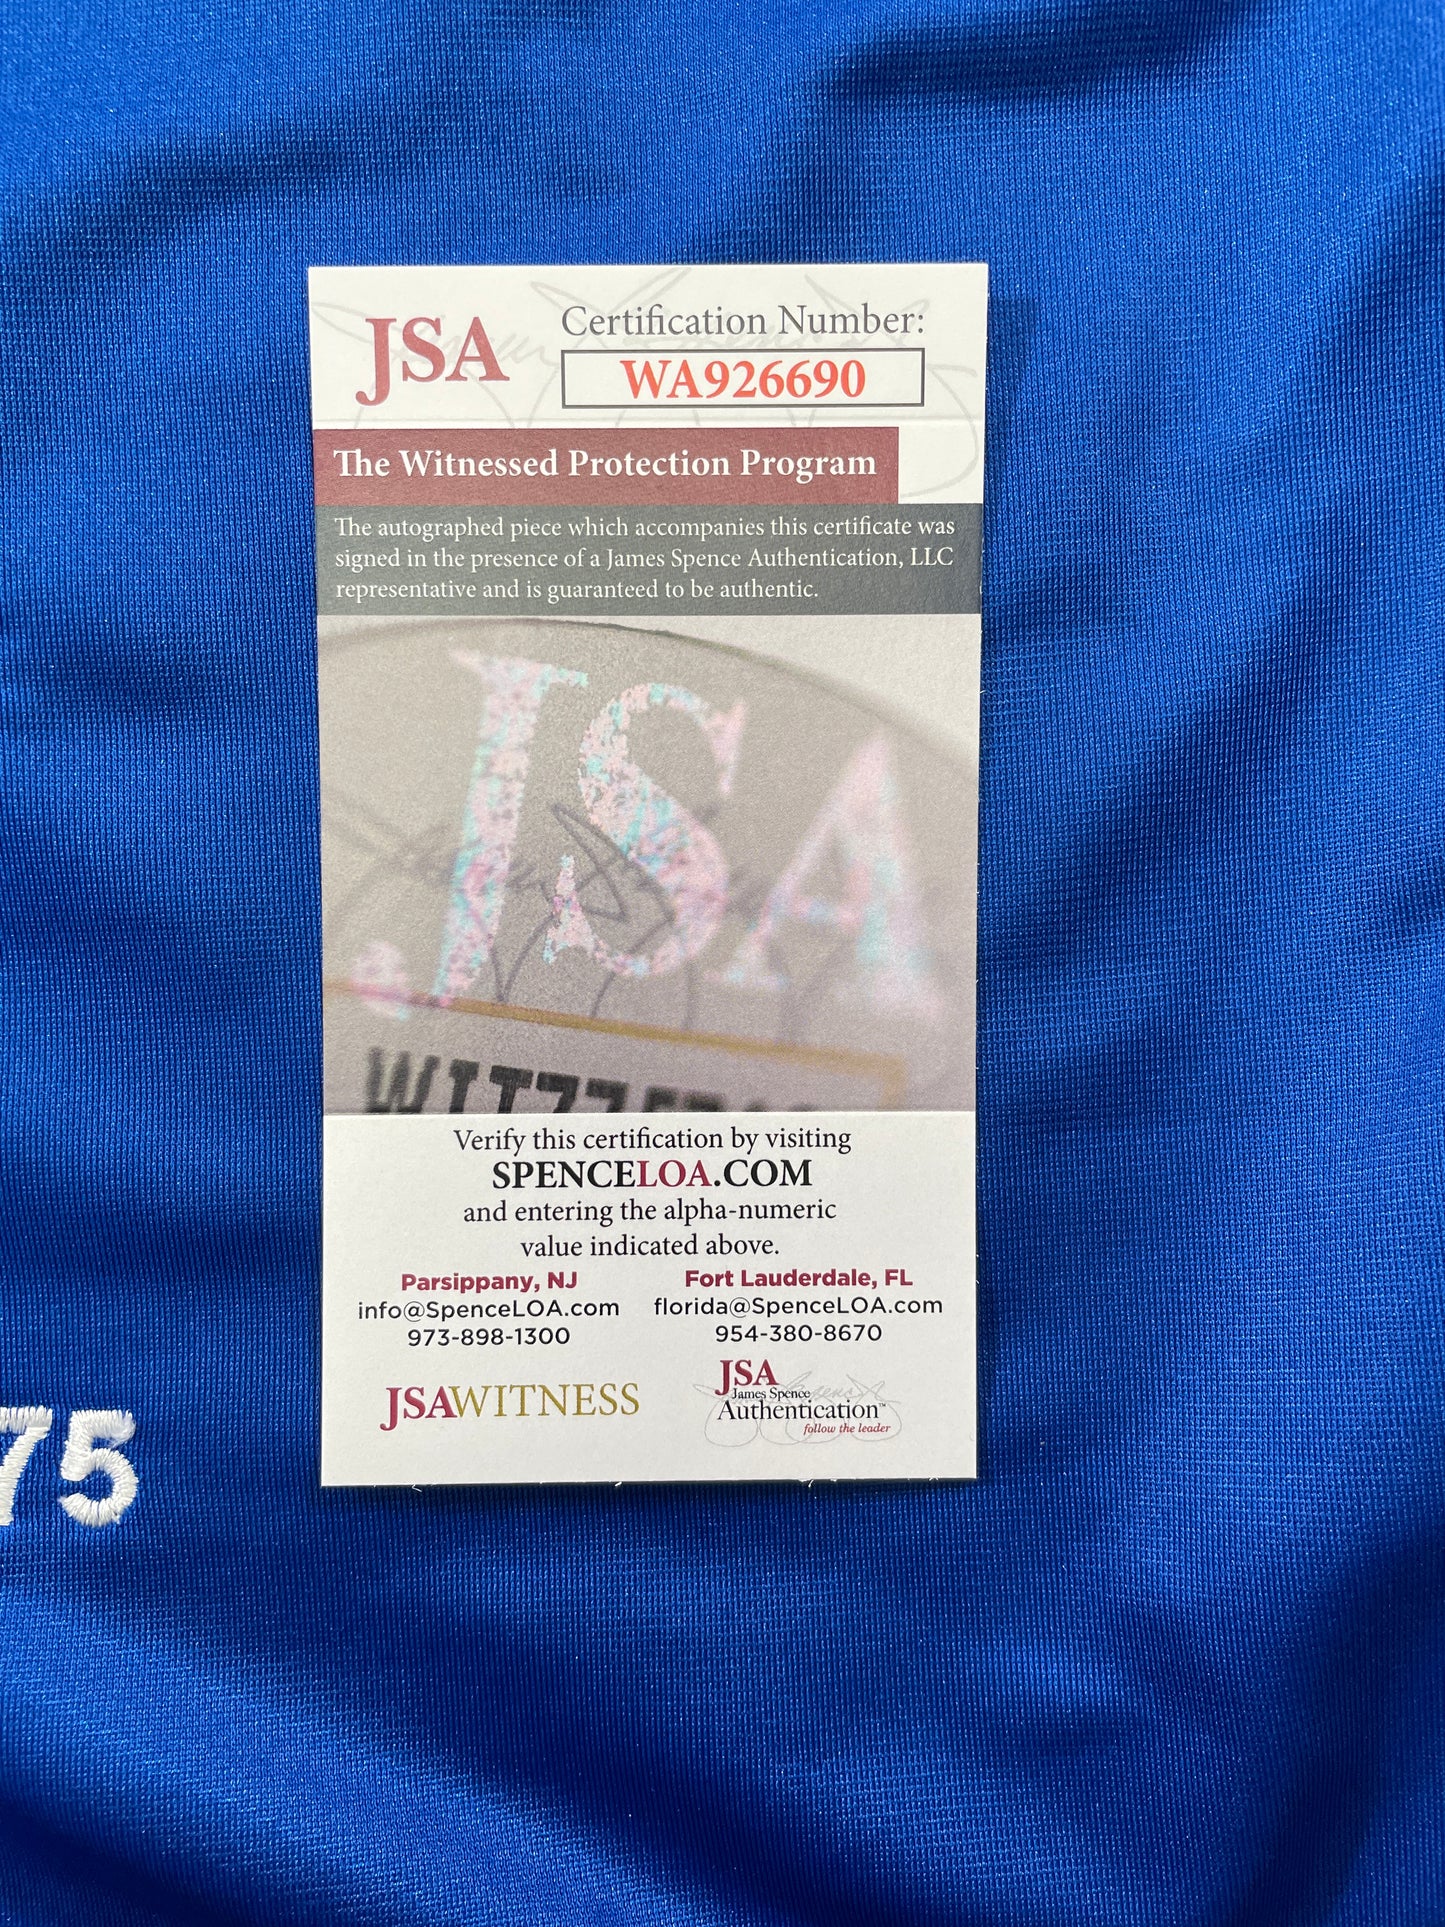 JSA
Certification Number:
WA926690
The Witnessed Protection Program
The autographed piece which accompanies this certificate was
signed in the presence of a James Spence Authentication, LLC
representative and is guaranteed to be authentic.
JSA
Verify this certification by visiting
SPENCELOA.COM
and entering the alpha-numeric
value indicated above.
Parsippany, NJ
info@SpenceLOA.com
973-898-1300
Fort Lauderdale, FL
florida@SpenceLOA.com
954-380-8670
JSAWITNESS
JSA
James Spence
Authentication™
follow the leader
75